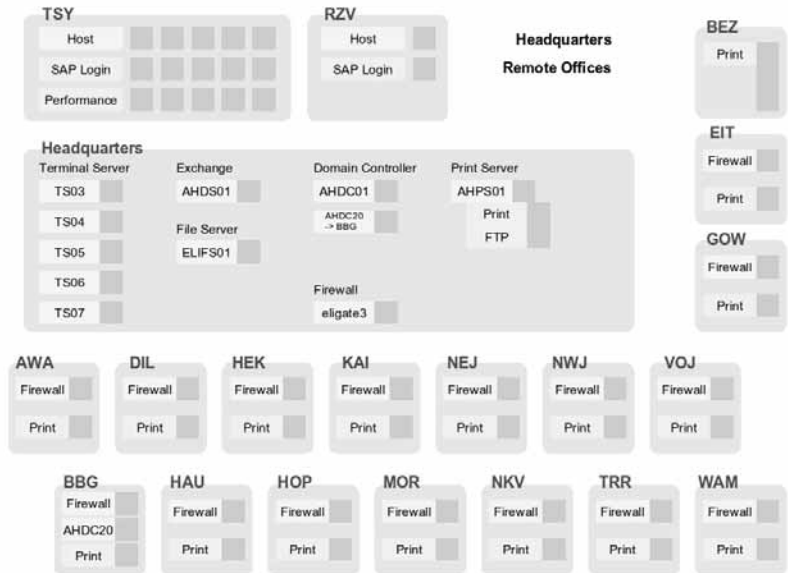 TSY
Host
SAP Login
Performance
RZV
Host
SAP Login
Headquarters
Remote Offices
BEZ
Print
EIT
Firewall
Print
GOW
Firewall
Print
Headquarters
Terminal Server
TS03
TS04
TS05
TS06
TS07
Exchange
AHDS01
File Server
ELIFS01
Domain Controller
AHDC01
AHDC20
-> BBG
Firewall
eligate3
Print Server
AHPS01
Print
FTP
AWA
Firewall
Print
DIL
Firewall
Print
HEK
Firewall
Print
KAI
Firewall
Print
NEJ
Firewall
Print
NWJ
Firewall
Print
VOJ
Firewall
Print
BBG
Firewall
AHDC20
Print
HAU
Firewall
Print
HOP
Firewall
Print
MOR
Firewall
Print
NKV
Firewall
Print
TRR
Firewall
Print
WAM
Firewall
Print